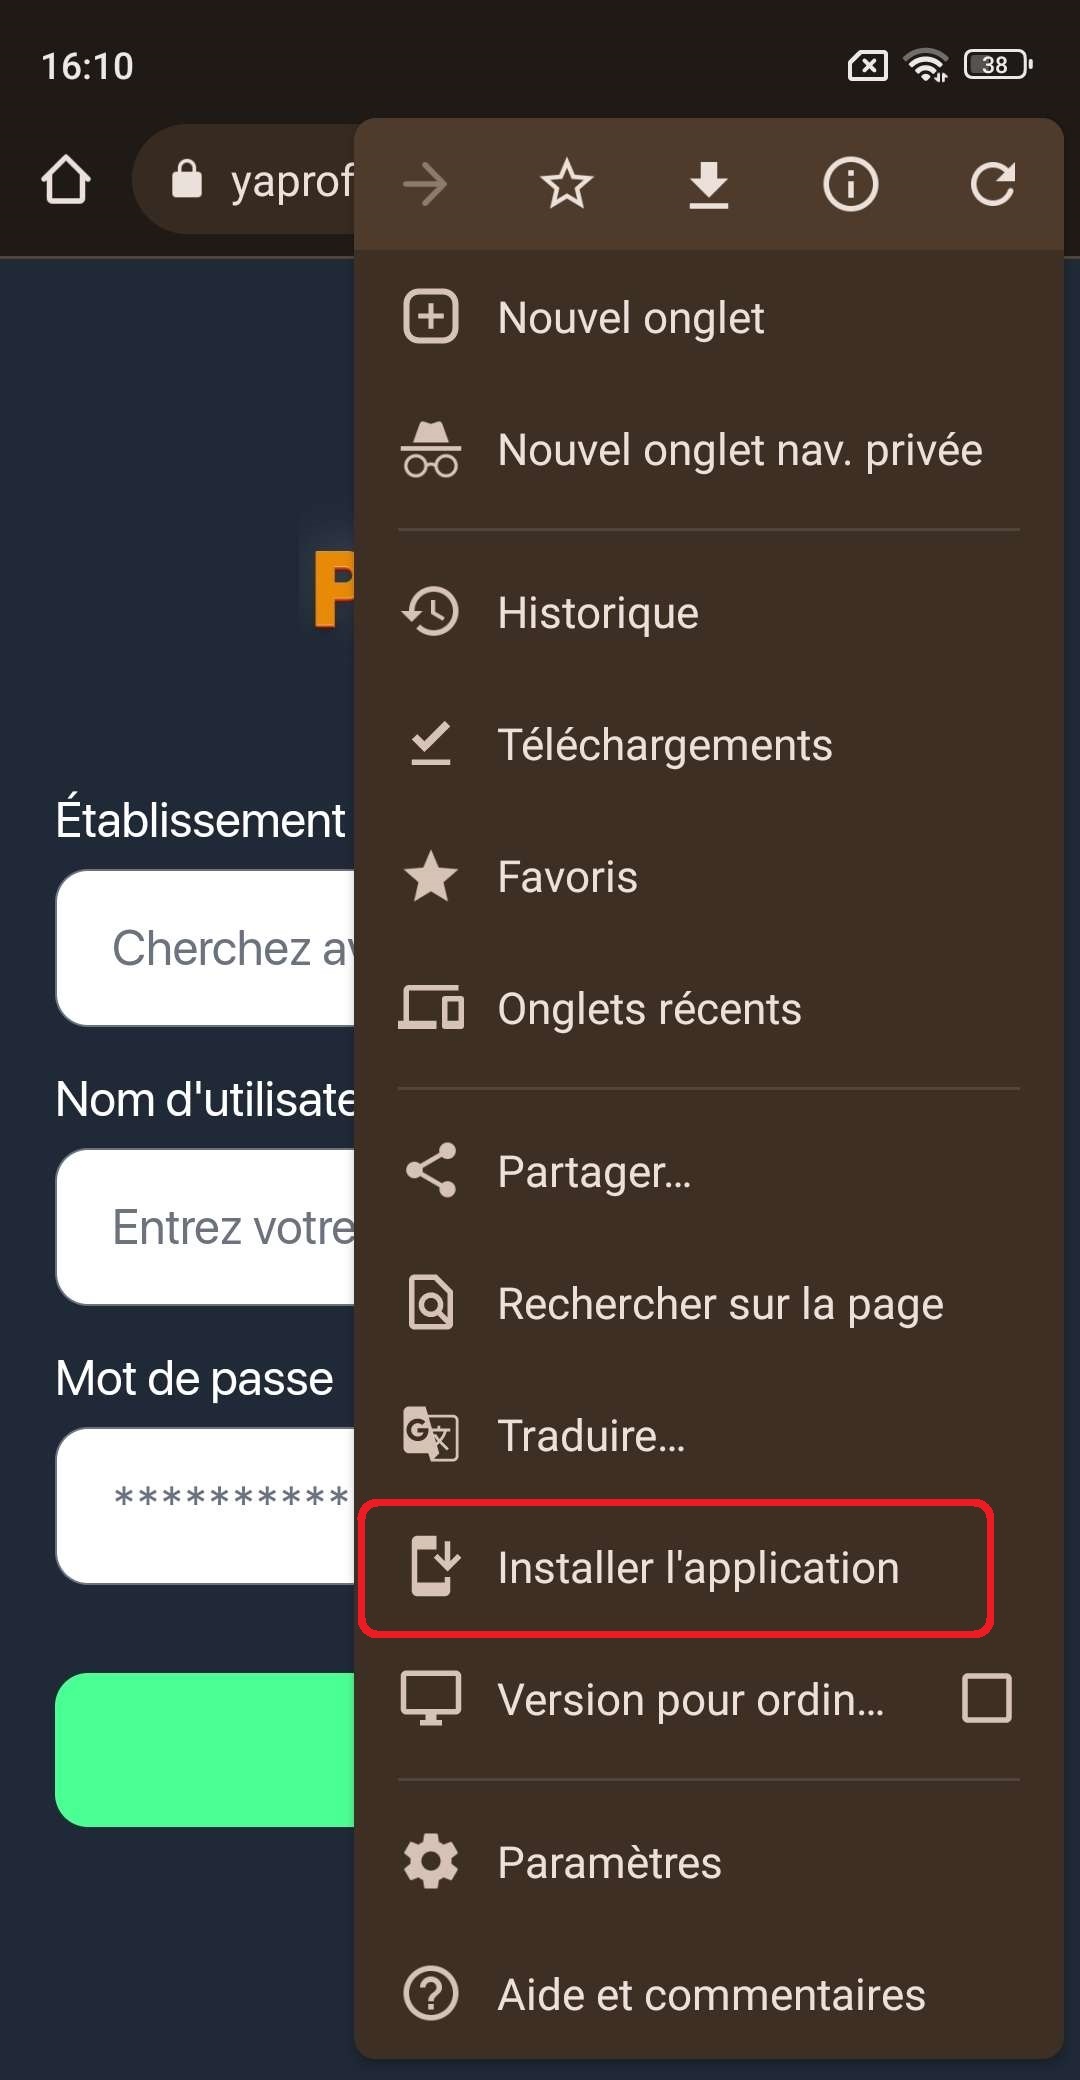 16:10
38
yaprof
Nouvel onglet
Nouvel onglet nav. privée
Historique
Téléchargements
Favoris
Onglets récents
Partager...
Rechercher sur la page
Traduire...
Installer l'application
Version pour ordin...
Paramètres
Aide et commentaires
P
Établissement
Cherchez av
Nom d'utilisate
Entrez votre
Mot de passe
**********